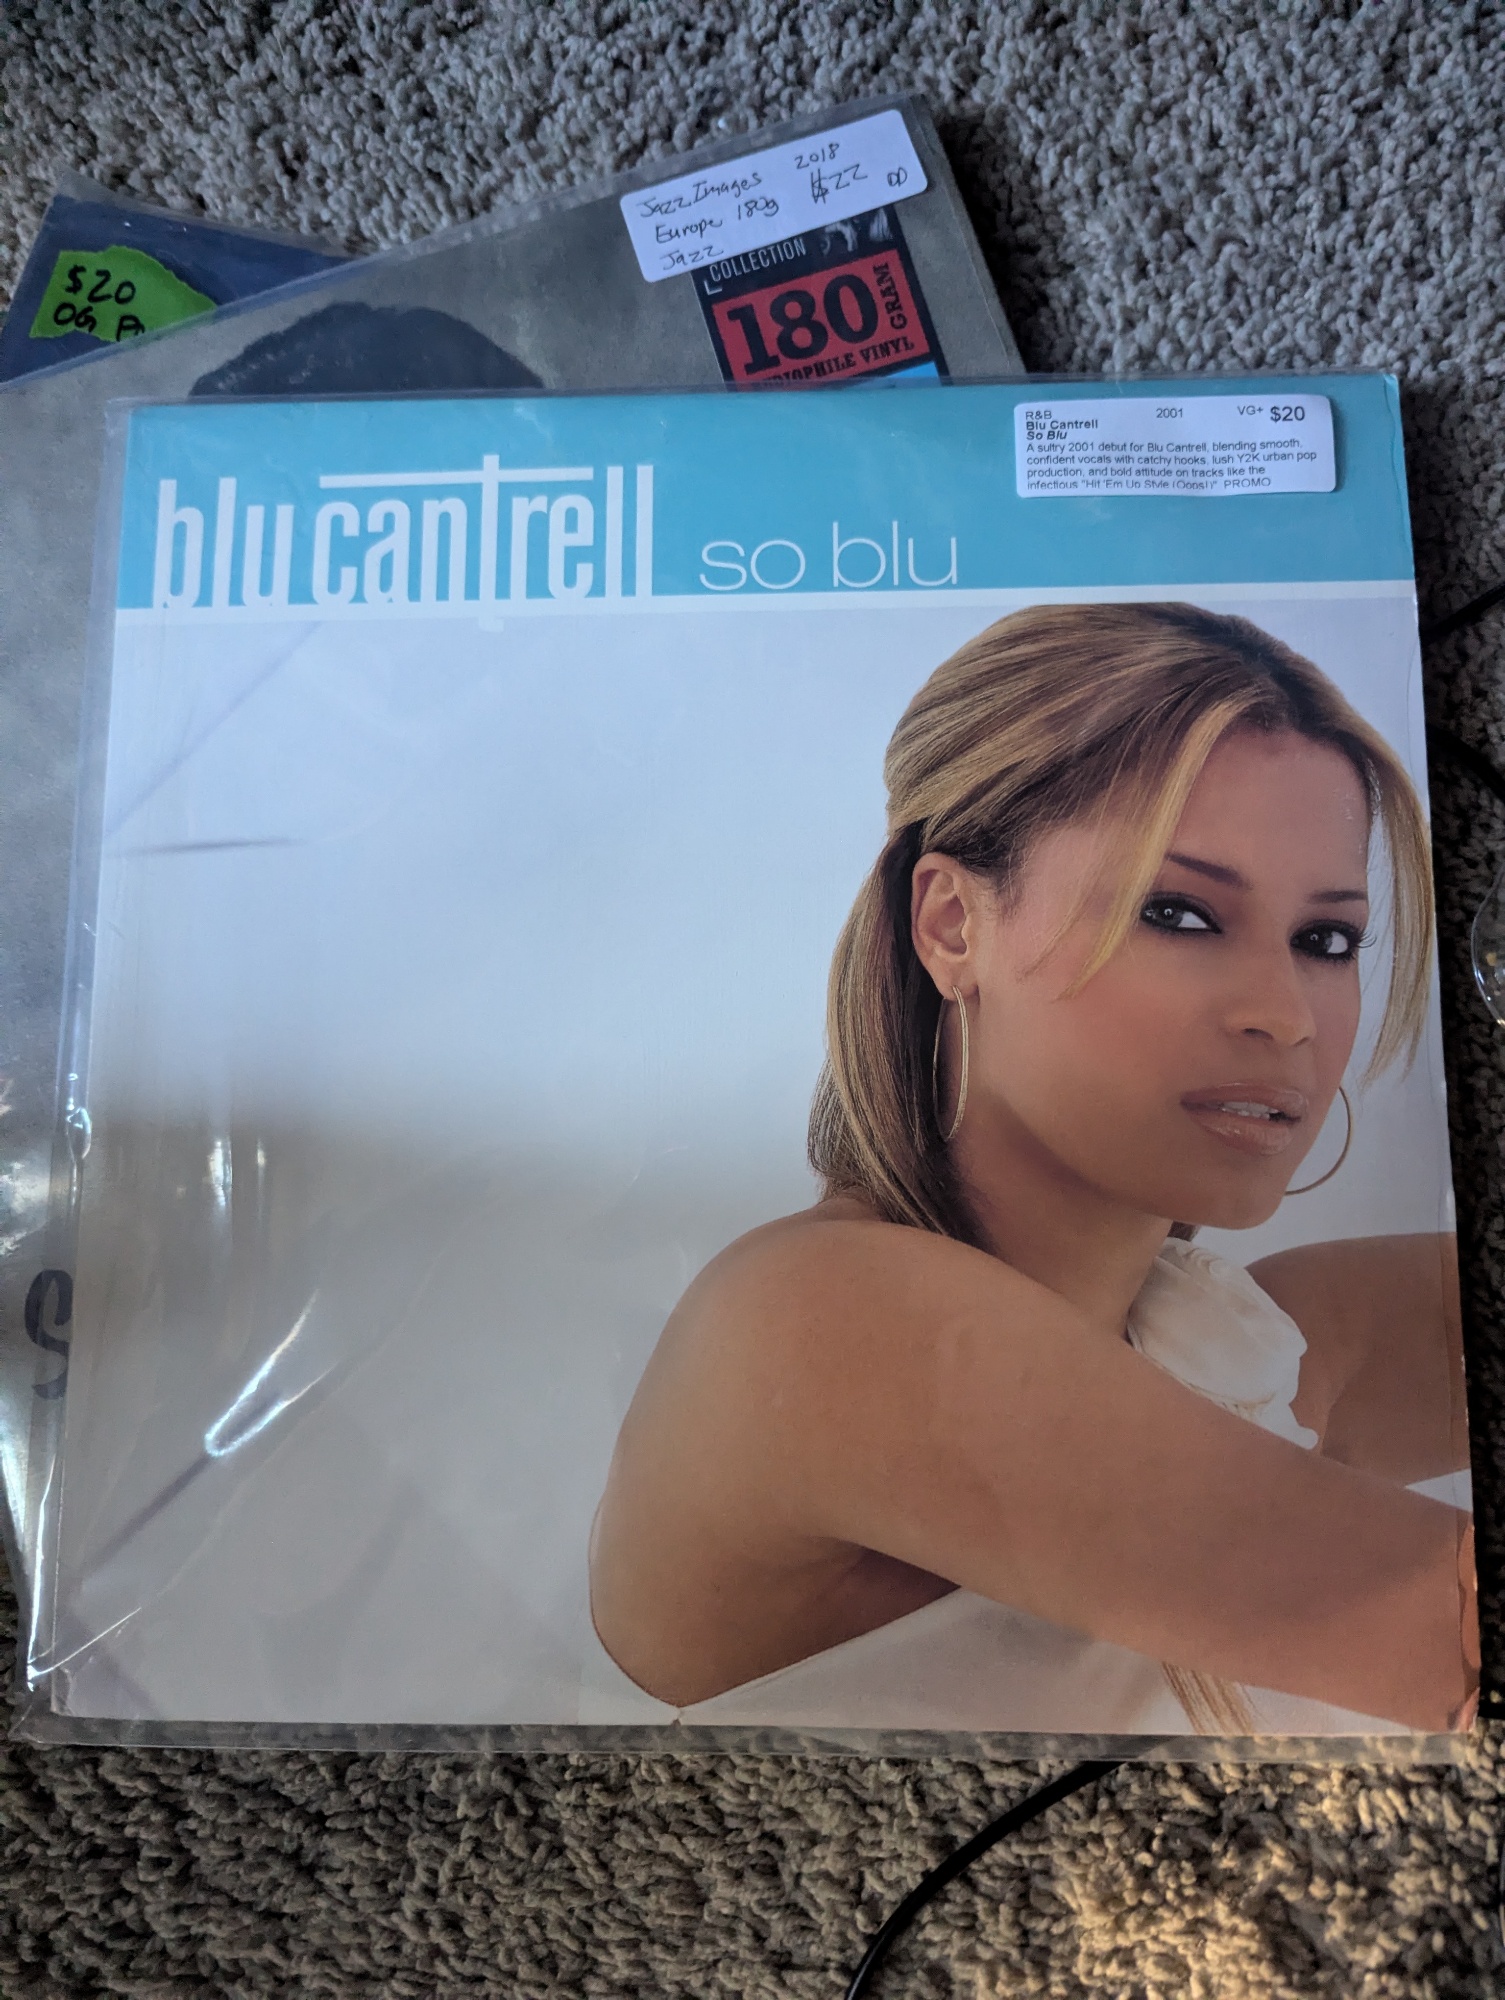 $20
OG
Jazz Images 2018
Europe 180g $22
Jazz
COLLECTION
180
GRAM
AUDIOPHILE VINYL
R&B 2001 VG+ $20
Blu Cantrell
So Blu
A sultry 2001 debut for Blu Cantrell, blending smooth,
confident vocals with catchy hooks, lush Y2K urban pop
production, and bold attitude on tracks like the
infectious "Hit 'Em Up Style (Oops!)" PROMO
blu cantrell so blu